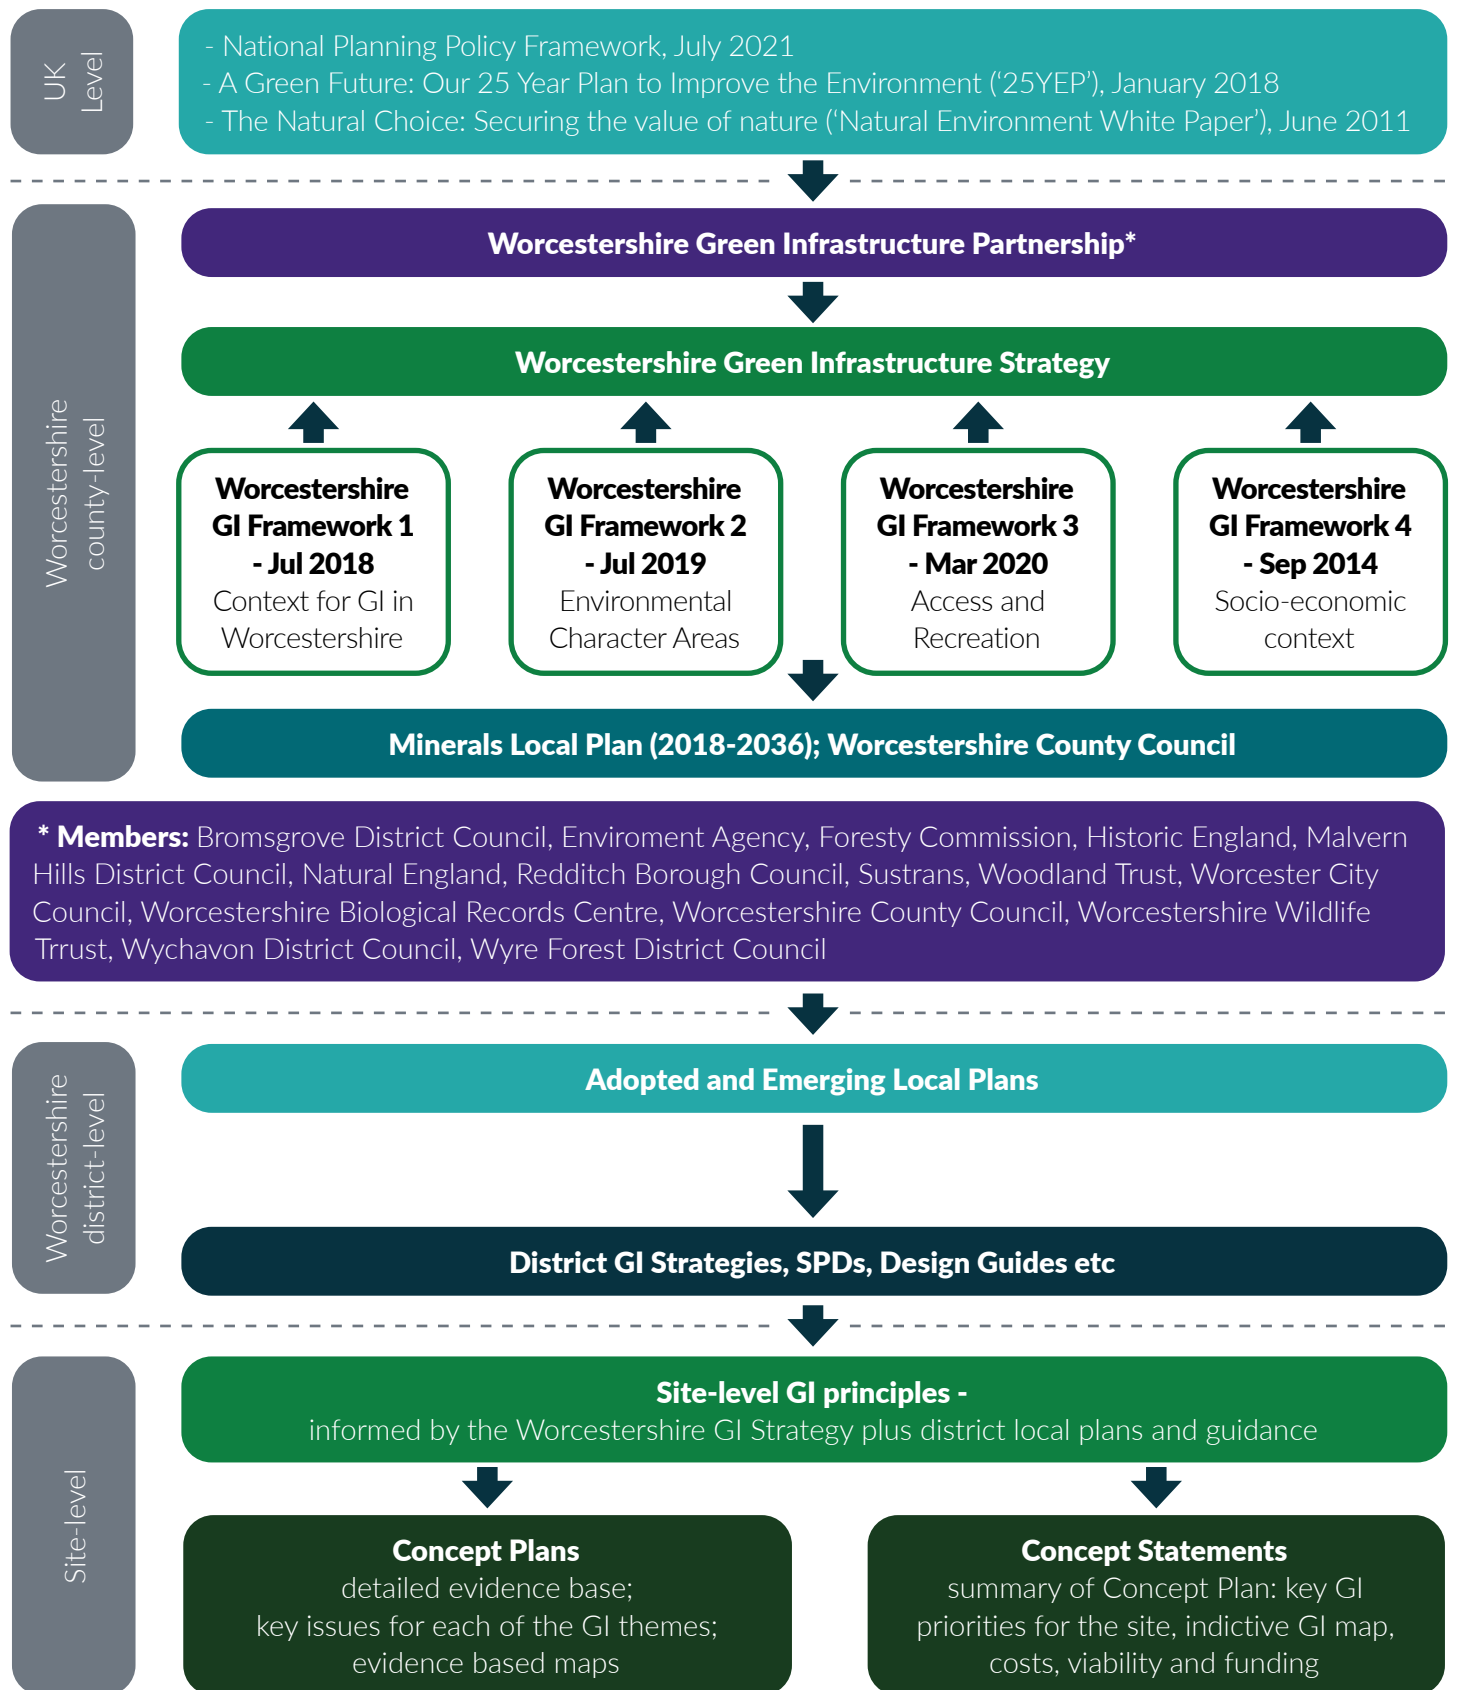 UK
Level
- National Planning Policy Framework, July 2021
- A Green Future: Our 25 Year Plan to Improve the Environment (‘25YEP’), January 2018
- The Natural Choice: Securing the value of nature (‘Natural Environment White Paper’), June 2011
Worcestershire
county-level
Worcestershire Green Infrastructure Partnership*
Worcestershire Green Infrastructure Strategy
Worcestershire
GI Framework 1
- Jul 2018
Context for GI in
Worcestershire
Worcestershire
GI Framework 2
- Jul 2019
Environmental
Character Areas
Worcestershire
GI Framework 3
- Mar 2020
Access and
Recreation
Worcestershire
GI Framework 4
- Sep 2014
Socio-economic
context
Minerals Local Plan (2018-2036); Worcestershire County Council
* Members: Bromsgrove District Council, Enviroment Agency, Foresty Commission, Historic England, Malvern
Hills District Council, Natural England, Redditch Borough Council, Sustrans, Woodland Trust, Worcester City
Council, Worcestershire Biological Records Centre, Worcestershire County Council, Worcestershire Wildlife
Trrust, Wychavon District Council, Wyre Forest District Council
Worcestershire
district-level
Adopted and Emerging Local Plans
District GI Strategies, SPDs, Design Guides etc
Site-level
Site-level GI principles -
informed by the Worcestershire GI Strategy plus district local plans and guidance
Concept Plans
detailed evidence base;
key issues for each of the GI themes;
evidence based maps
Concept Statements
summary of Concept Plan: key GI
priorities for the site, indictive GI map,
costs, viability and funding